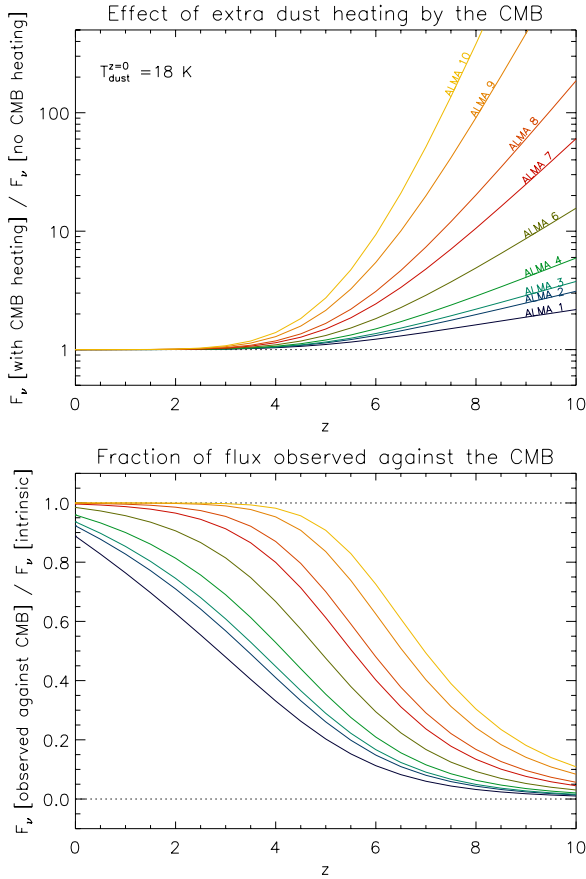 Effect of extra dust heating by the CMB
F_ν [with CMB heating] / F_ν [no CMB heating]
T_dust^z=0 = 18 K
100
10
1
ALMA 10
ALMA 9
ALMA 8
ALMA 7
ALMA 6
ALMA 4
ALMA 3
ALMA 2
ALMA 1
0 2 4 6 8 10
z
Fraction of flux observed against the CMB
F_ν [observed against CMB] / F_ν [intrinsic]
1.0
0.8
0.6
0.4
0.2
0.0
0 2 4 6 8 10
z